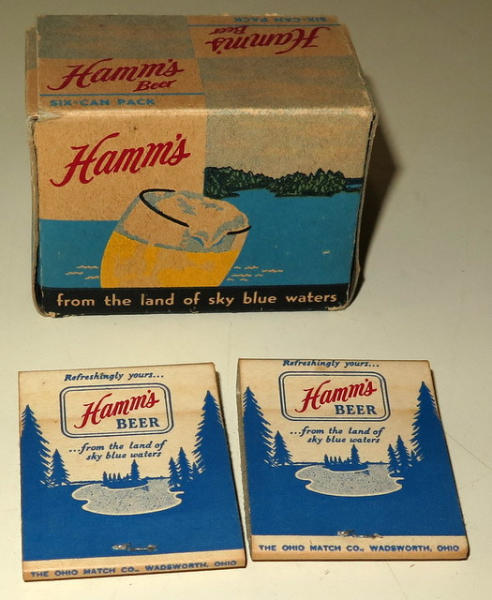 Hamm's
Beer
SIX-CAN PACK
Hamm's
Beer
SIX-CAN PACK
Hamm's
from the land of sky blue waters
Refreshingly yours...
Hamm's
BEER
...from the land of
sky blue waters
THE OHIO MATCH CO., WADSWORTH, OHIO
Refreshingly yours...
Hamm's
BEER
...from the land of
sky blue waters
THE OHIO MATCH CO., WADSWORTH, OHIO